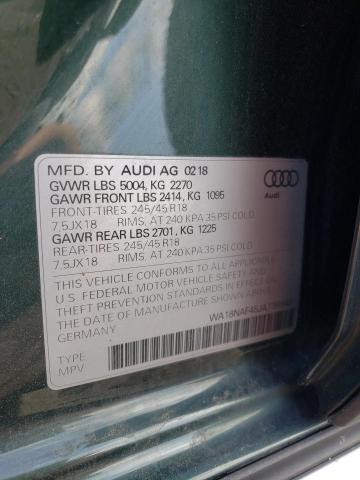 MFD. BY AUDI AG 02 18
GVWR LBS 5004, KG 2270
GAWR FRONT LBS 2414, KG 1095
FRONT-TIRES 245/45 R18
7.5JX18 RIMS. AT 240 KPA 35 PSI COLD
GAWR REAR LBS 2701, KG 1225
REAR-TIRES 245/45 R18
7.5JX18 RIMS. AT 240 KPA 35 PSI COLD
Audi
THIS VEHICLE CONFORMS TO ALL APPLICABLE
U.S. FEDERAL MOTOR VEHICLE SAFETY AND
THEFT PREVENTION STANDARDS IN EFFECT ON
THE DATE OF MANUFACTURE SHOWN ABOVE.
GERMANY
TYPE
MPV